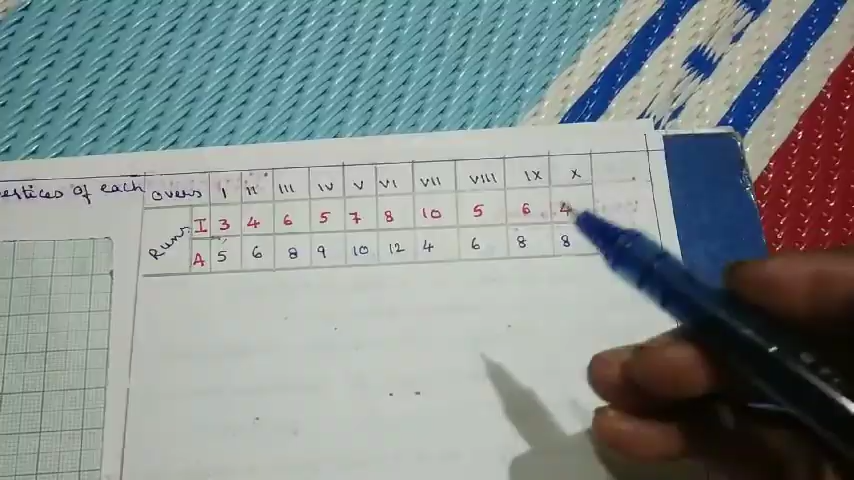 vertices of each
overs I II III IV V VI VII VIII IX X
Runs I 3 4 6 5 7 8 10 5 6 4
A 5 6 8 9 10 12 4 6 8 8